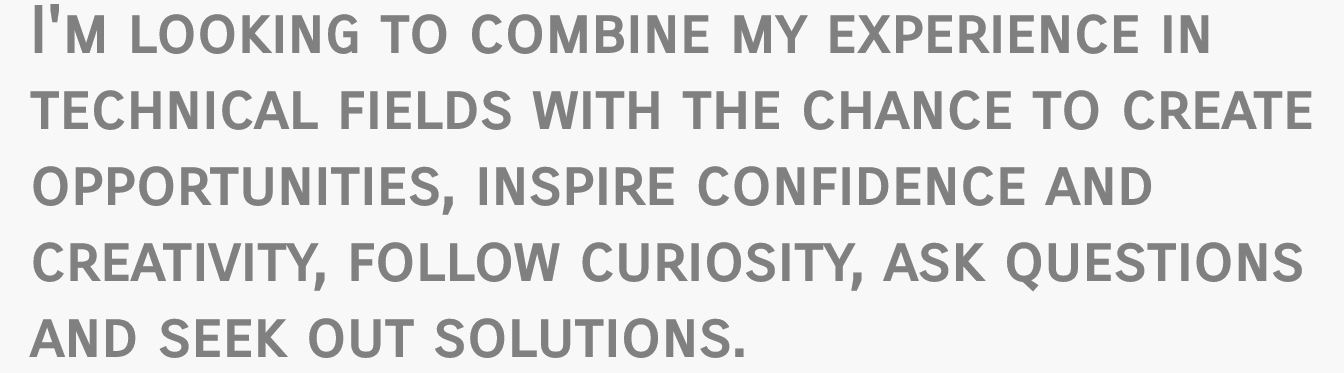 I'm looking to combine my experience in
technical fields with the chance to create
opportunities, inspire confidence and
creativity, follow curiosity, ask questions
and seek out solutions.